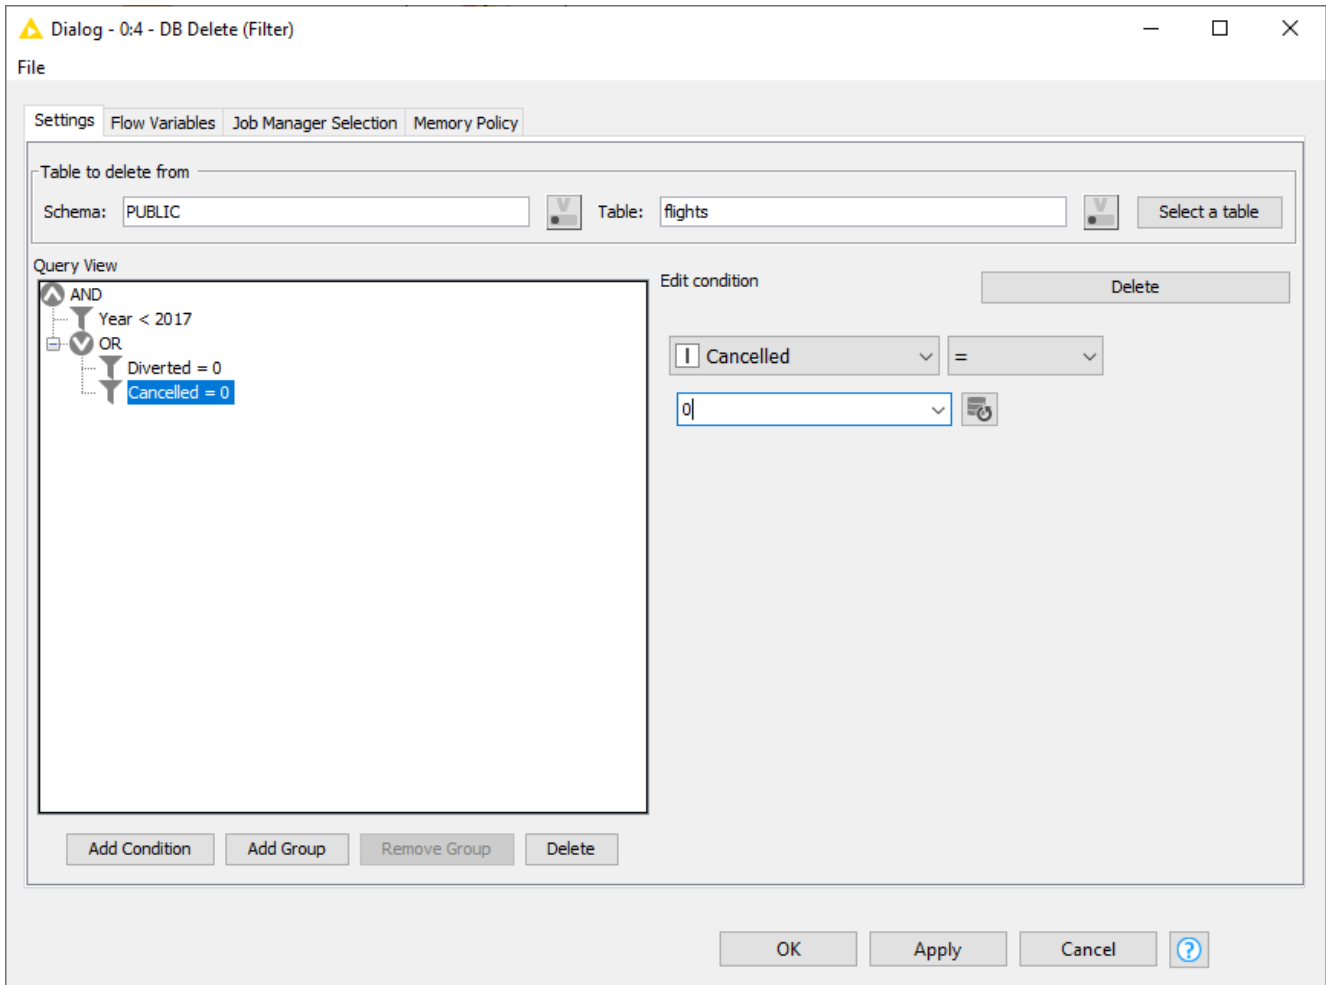 Dialog - 0:4 - DB Delete (Filter)
File
Settings Flow Variables Job Manager Selection Memory Policy
Table to delete from
Schema: PUBLIC V Table: flights V Select a table
Query View
Edit condition Delete
AND
Year < 2017
OR
Diverted = 0
Cancelled = 0
I Cancelled =
0
Add Condition Add Group Remove Group Delete
OK Apply Cancel ?